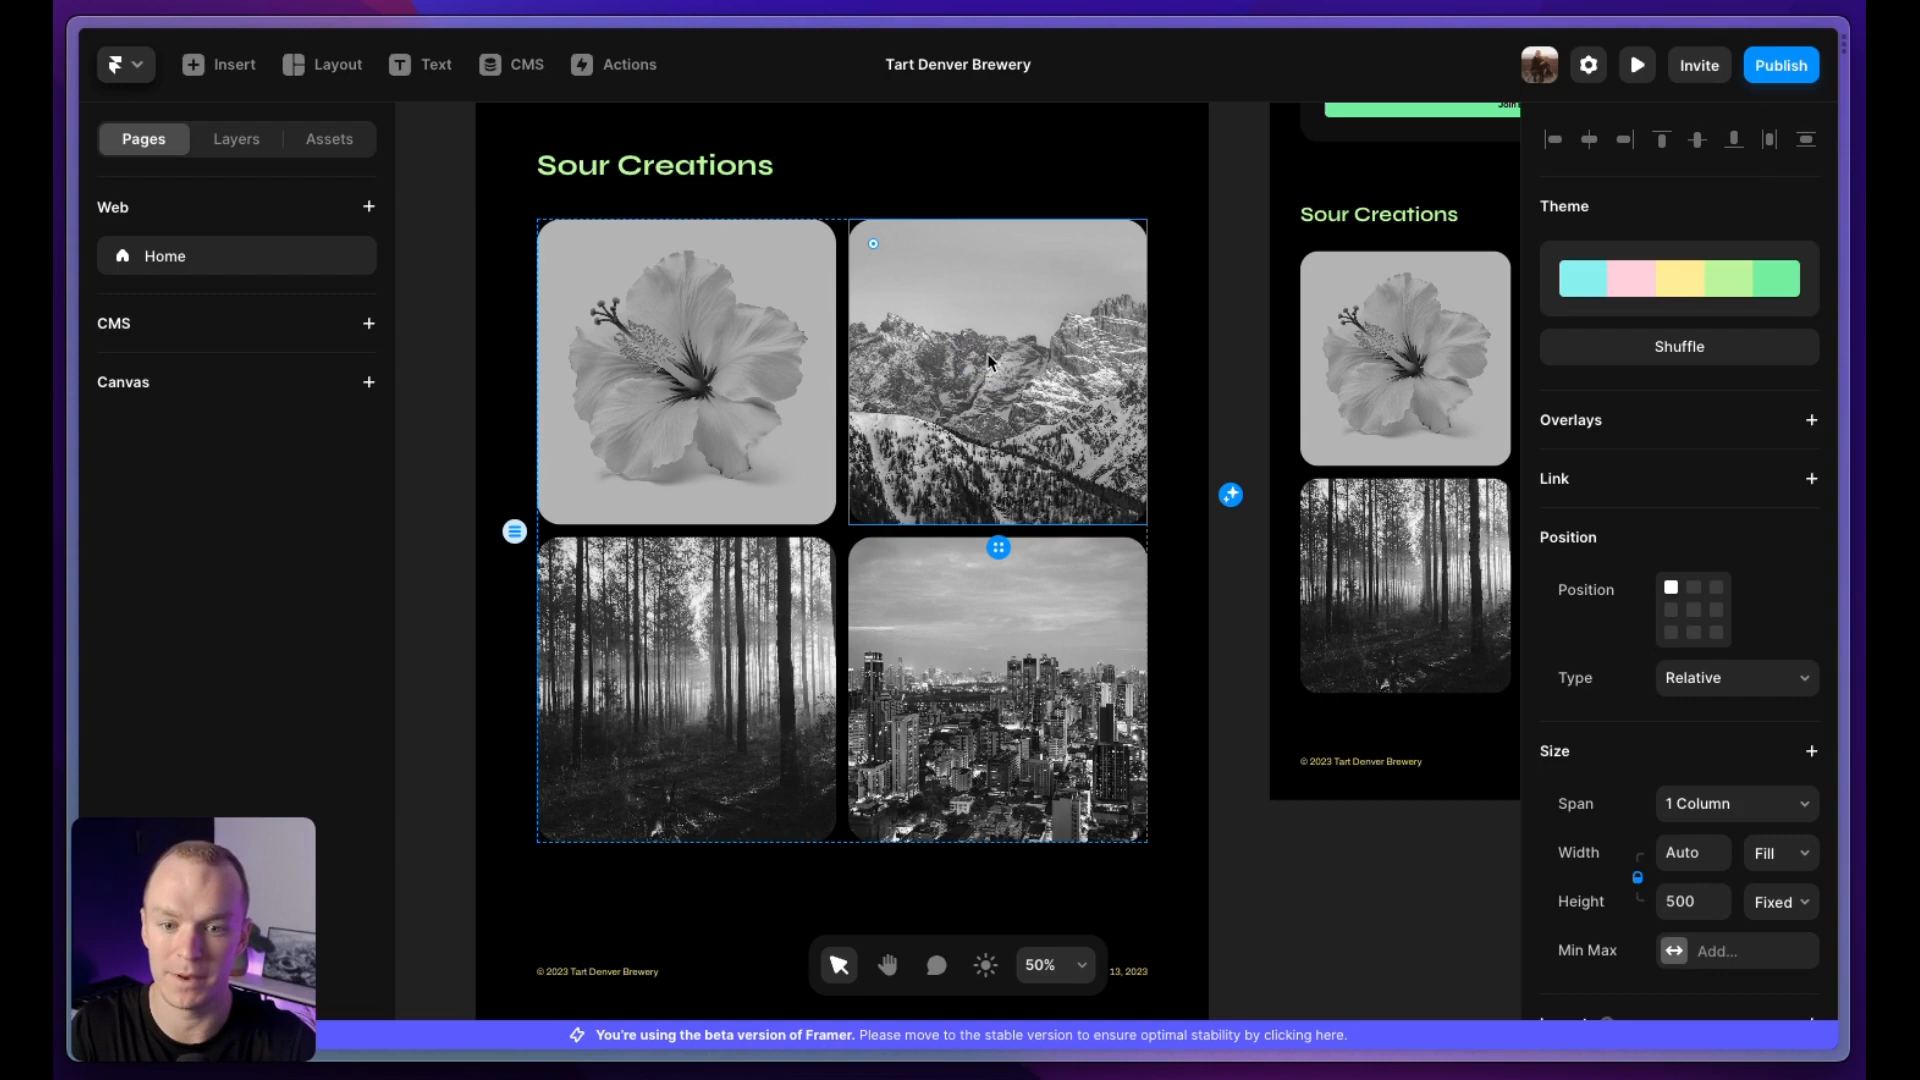 Insert
Layout
Text
CMS
Actions
Tart Denver Brewery
Invite
Publish
Pages
Layers
Assets
Web
Home
CMS
Canvas
Sour Creations
© 2023 Tart Denver Brewery
13, 2023
50%
Join
Sour Creations
© 2023 Tart Denver Brewery
Theme
Shuffle
Overlays
Link
Position
Position
Type Relative
Size
Span 1 Column
Width Auto Fill
Height 500 Fixed
Min Max Add...
You're using the beta version of Framer. Please move to the stable version to ensure optimal stability by clicking here.